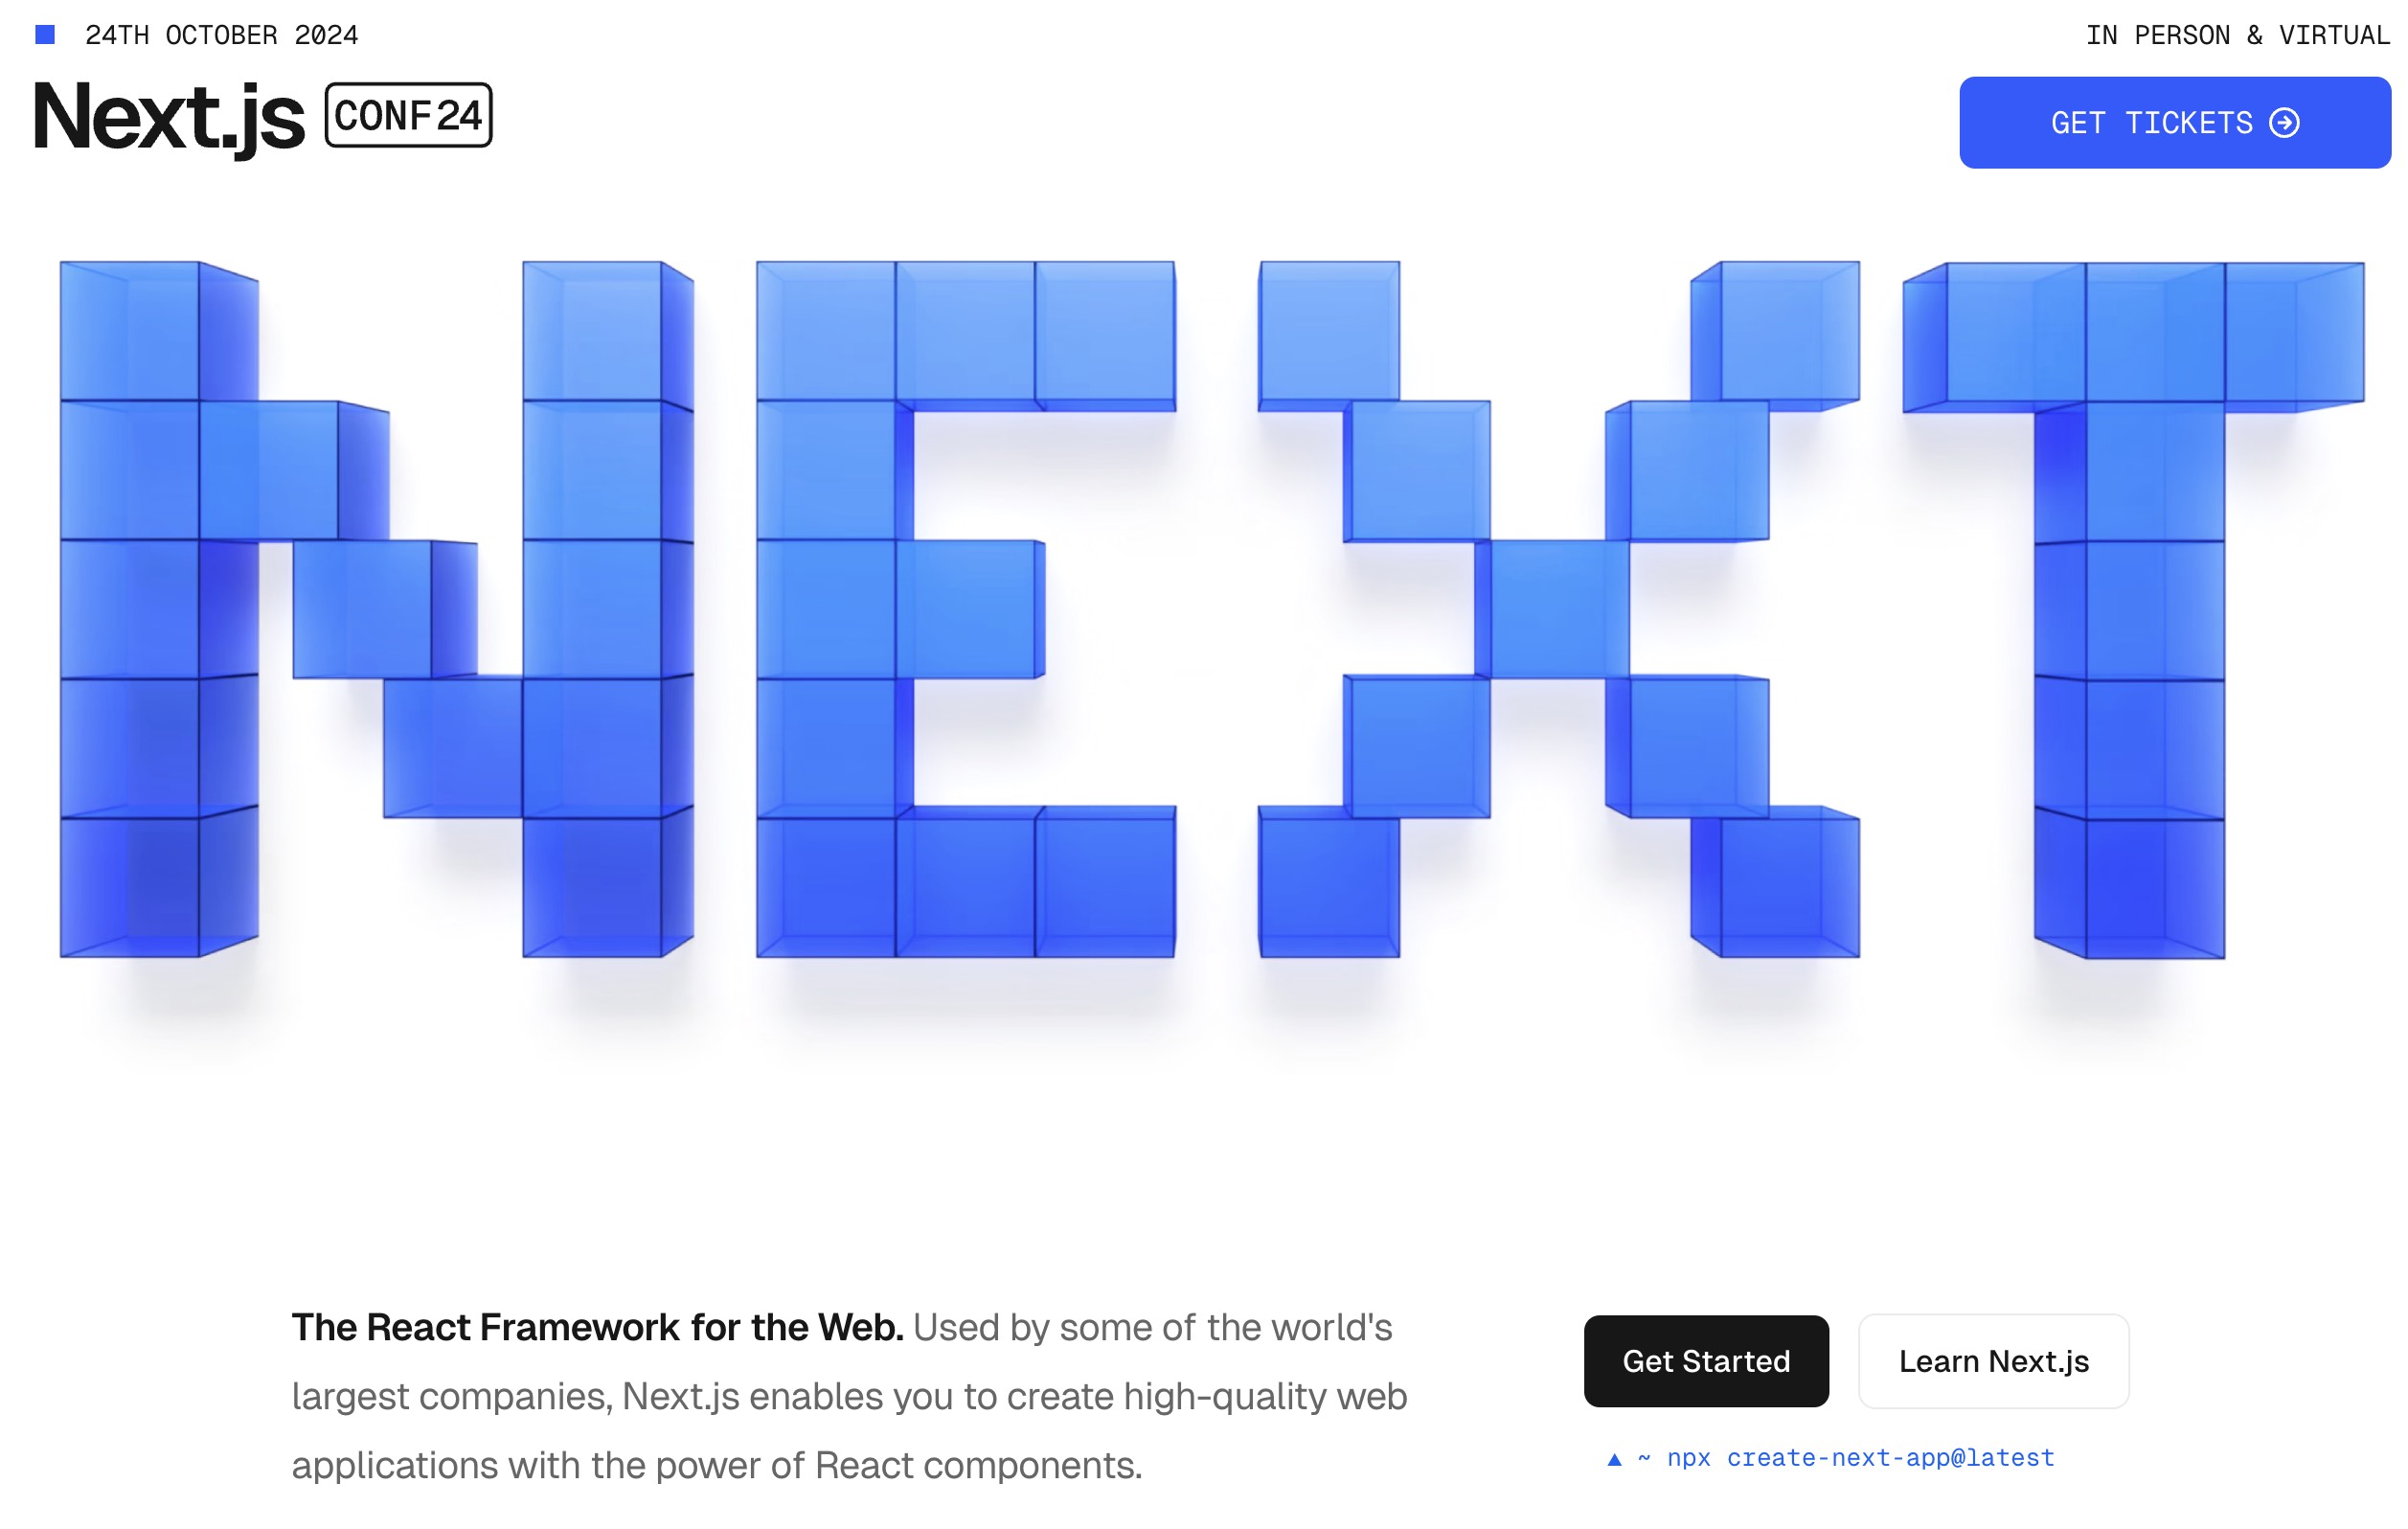 24TH OCTOBER 2024
IN PERSON & VIRTUAL
Next.js CONF24
GET TICKETS
NEXT
The React Framework for the Web. Used by some of the world's
largest companies, Next.js enables you to create high-quality web
applications with the power of React components.
Get Started
Learn Next.js
▲ ~ npx create-next-app@latest